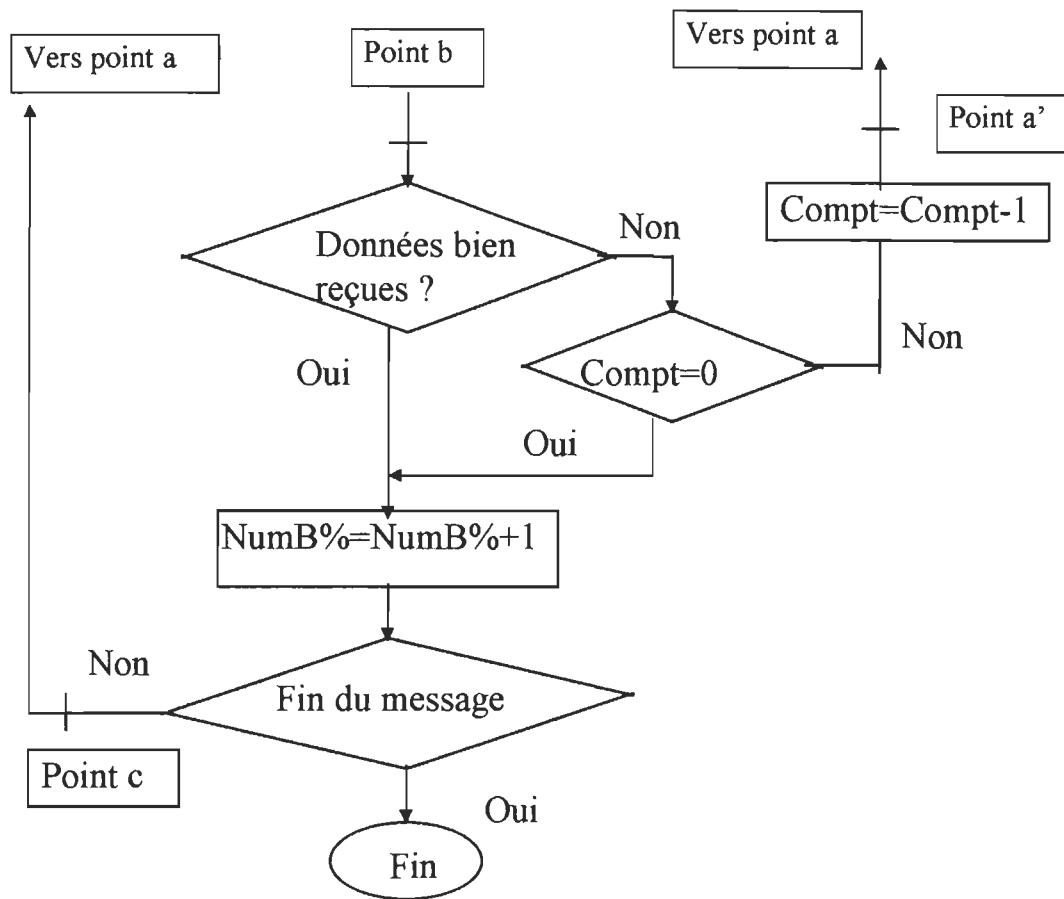 Vers point a
Point b
Vers point a
Point a’
Compt=Compt-1
Données bien
reçues ?
Non
Non
Compt=0
Oui
Oui
NumB%=NumB%+1
Non
Fin du message
Point c
Oui
Fin